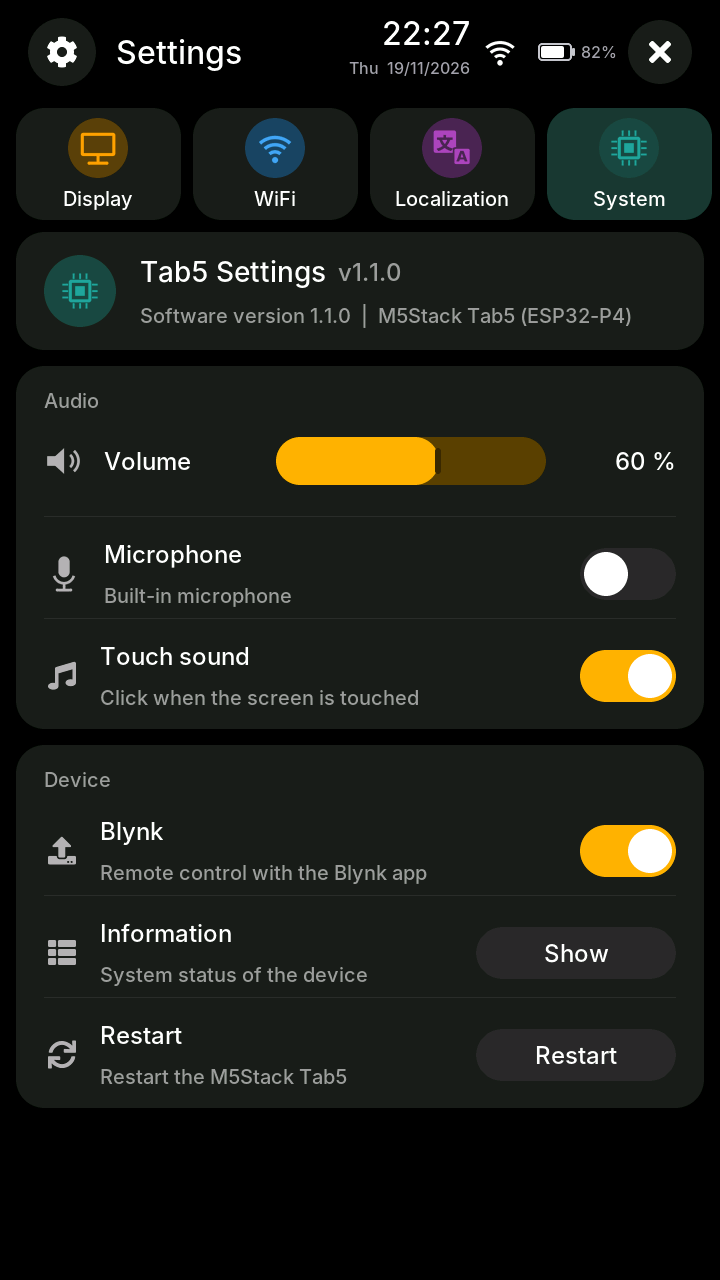 Settings
22:27
Thu 19/11/2026
82%
Display
WiFi
Localization
System
Tab5 Settings v1.1.0
Software version 1.1.0 | M5Stack Tab5 (ESP32-P4)
Audio
Volume
60 %
Microphone
Built-in microphone
Touch sound
Click when the screen is touched
Device
Blynk
Remote control with the Blynk app
Information
System status of the device
Show
Restart
Restart the M5Stack Tab5
Restart